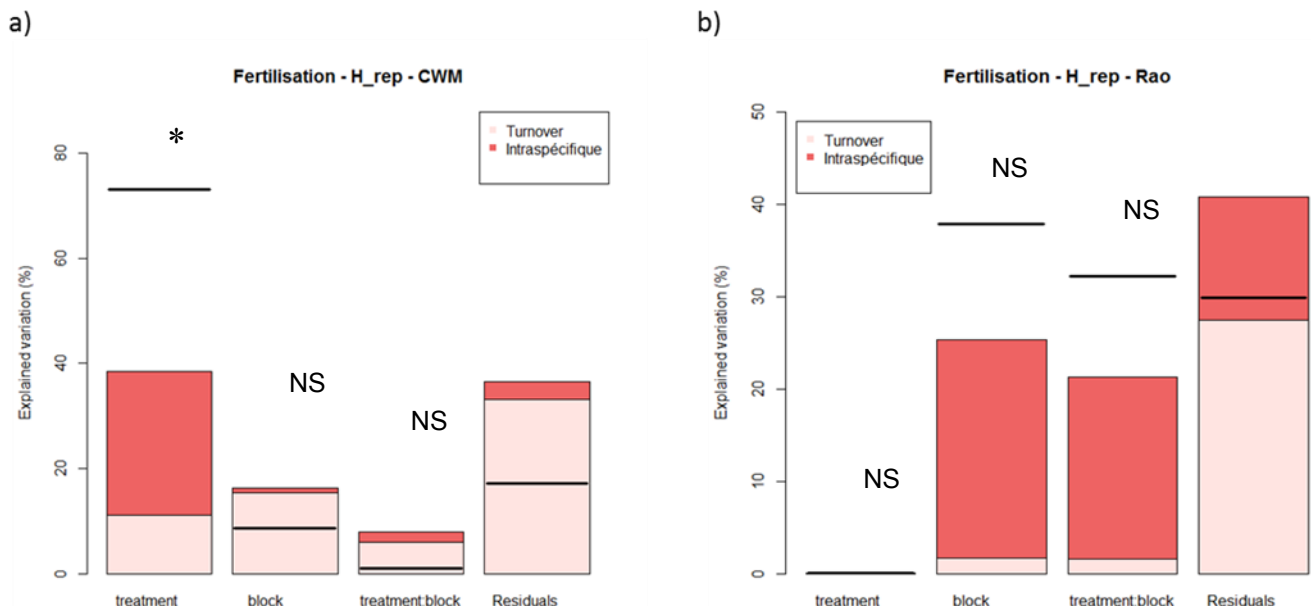 a)
Fertilisation - H_rep - CWM
Turnover
Intraspécifique
*
NS
NS
Explained variation (%)
0
20
40
60
80
treatment
block
treatment:block
Residuals
b)
Fertilisation - H_rep - Rao
Turnover
Intraspécifique
NS
NS
NS
Explained variation (%)
0
10
20
30
40
50
treatment
block
treatment:block
Residuals